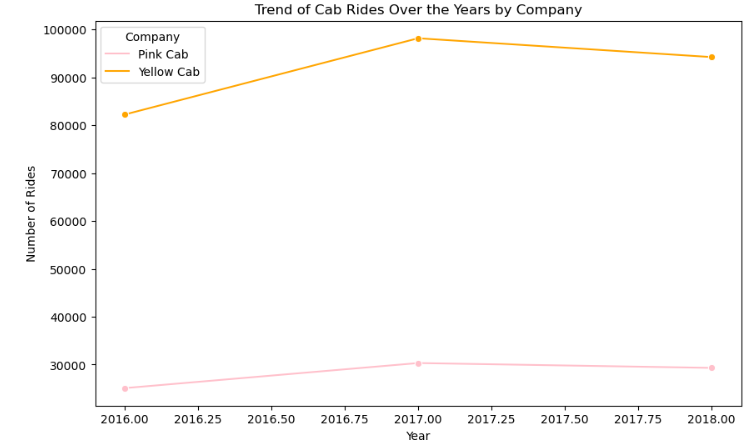 Trend of Cab Rides Over the Years by Company
Company
Pink Cab
Yellow Cab
Number of Rides
100000
90000
80000
70000
60000
50000
40000
30000
2016.00 2016.25 2016.50 2016.75 2017.00 2017.25 2017.50 2017.75 2018.00
Year